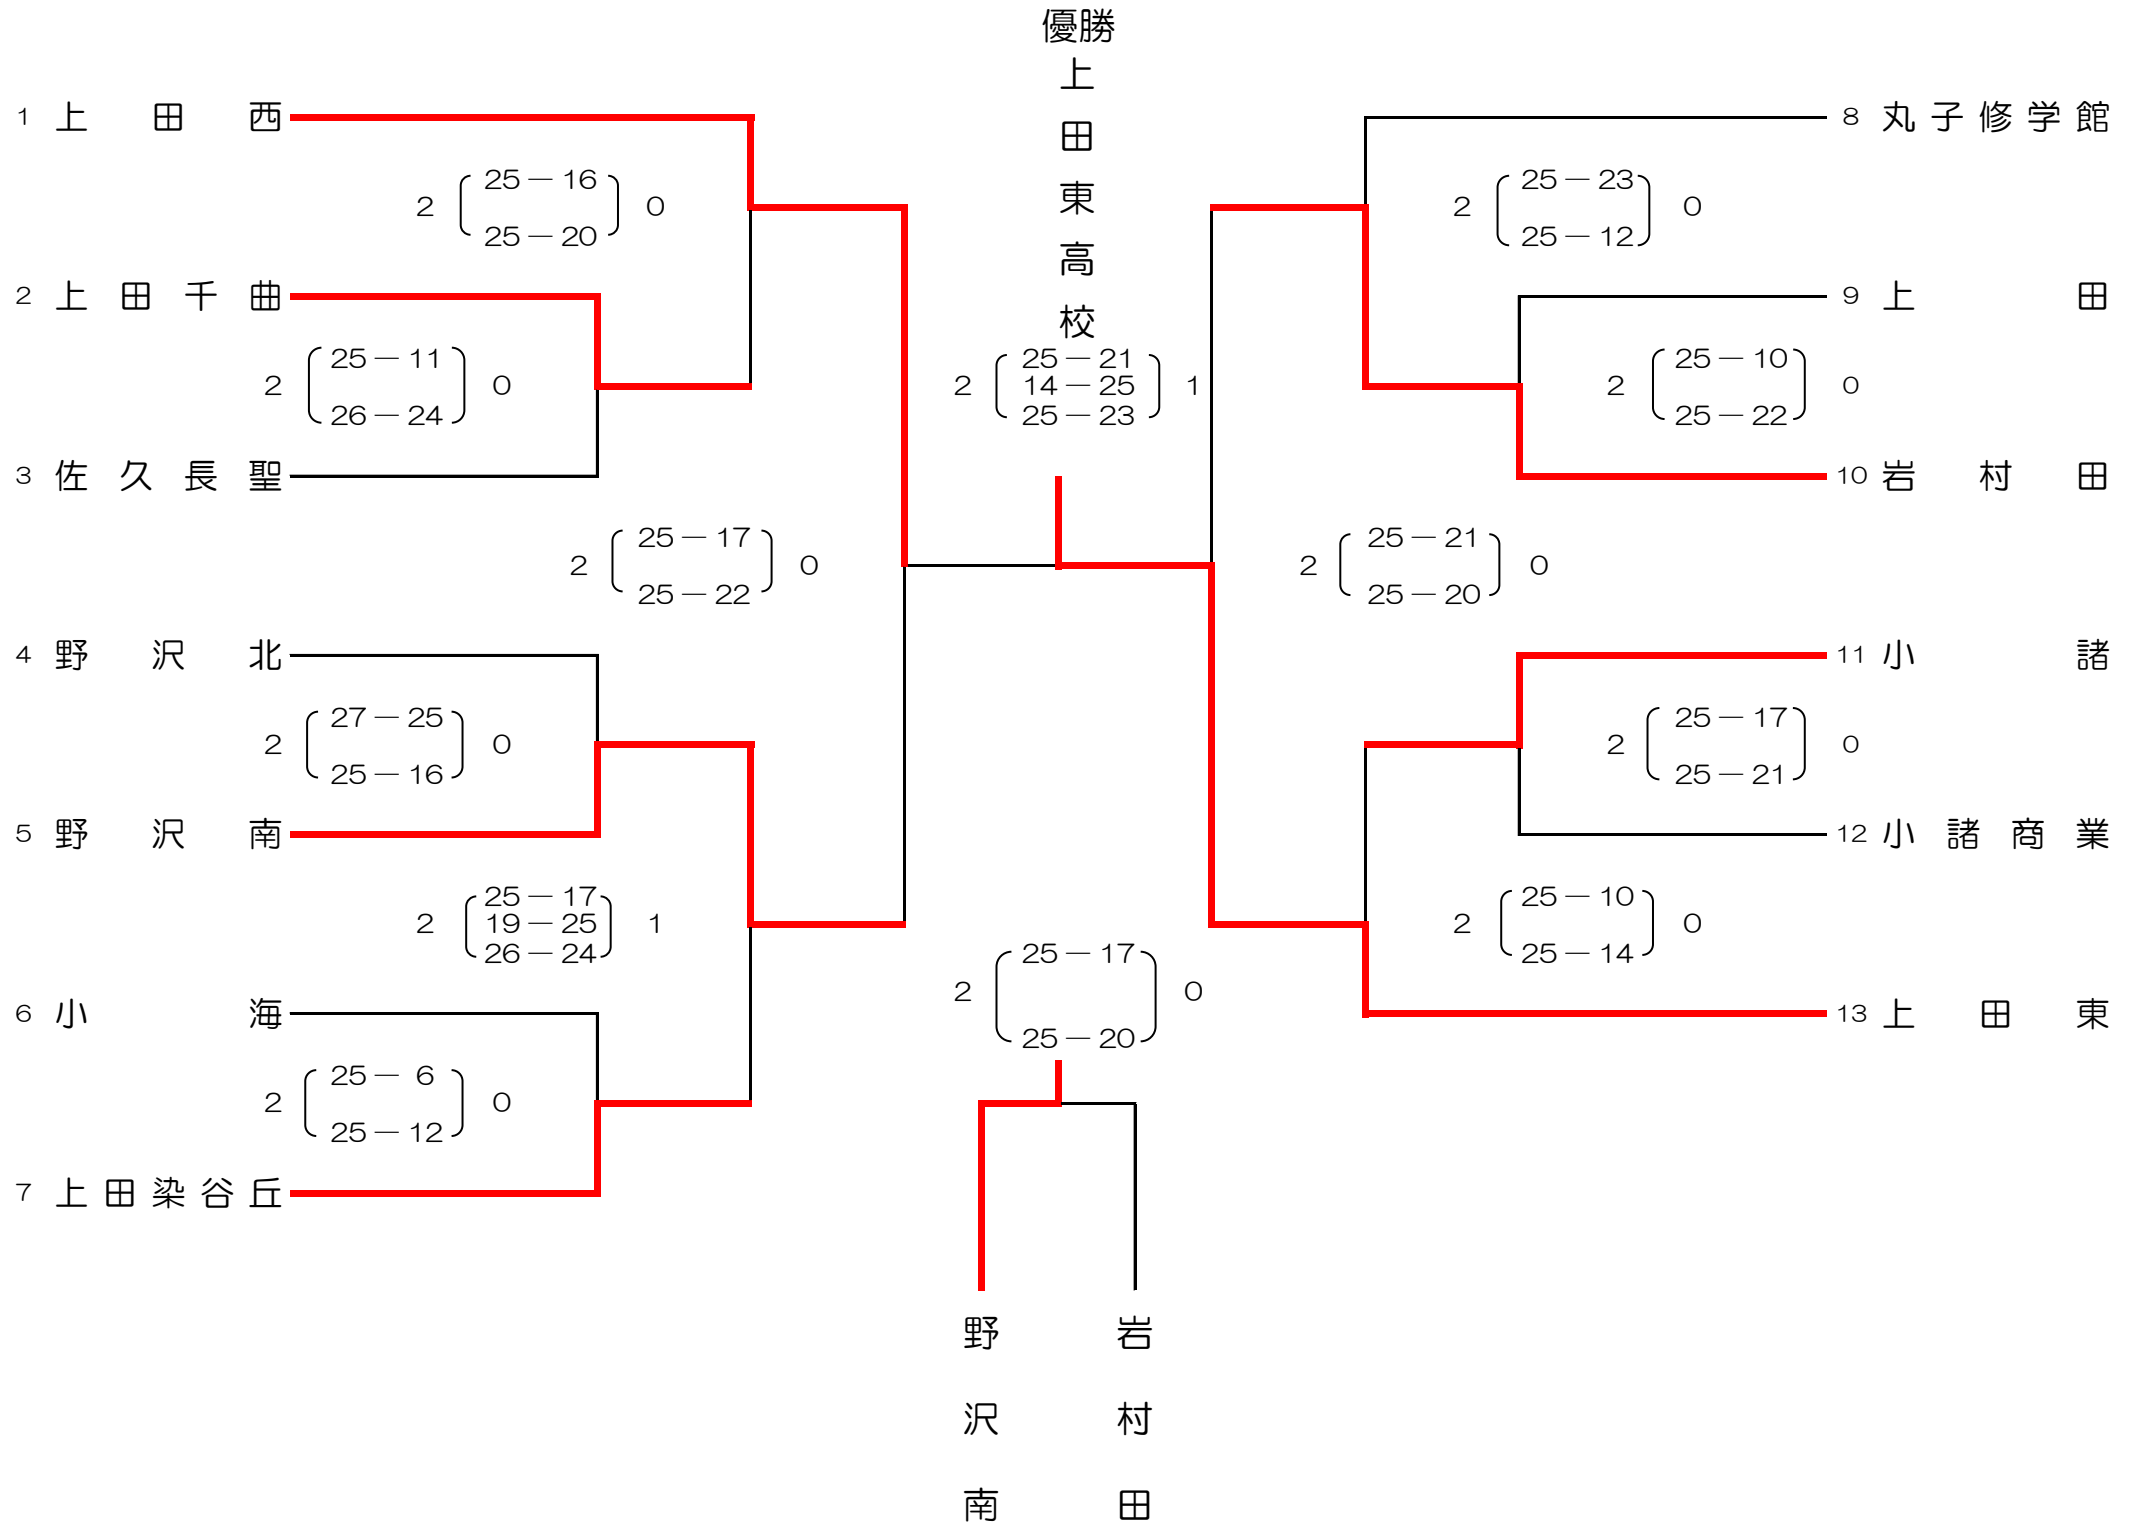 優勝
上田東高校
1 上田西
2 25－16 0
25－20
2 上田千曲
2 25－11 0
26－24
3 佐久長聖
2 25－17 0
25－22
4 野沢北
2 27－25 0
25－16
5 野沢南
2 25－17 1
19－25
26－24
6 小海
2 25－6 0
25－12
7 上田染谷丘
2 25－21 1
14－25
25－23
8 丸子修学館
2 25－23 0
25－12
9 上田
2 25－10 0
25－22
10 岩村田
2 25－21 0
25－20
11 小諸
2 25－17 0
25－21
12 小諸商業
2 25－10 0
25－14
13 上田東
2 25－17 0
25－20
野沢南
岩村田